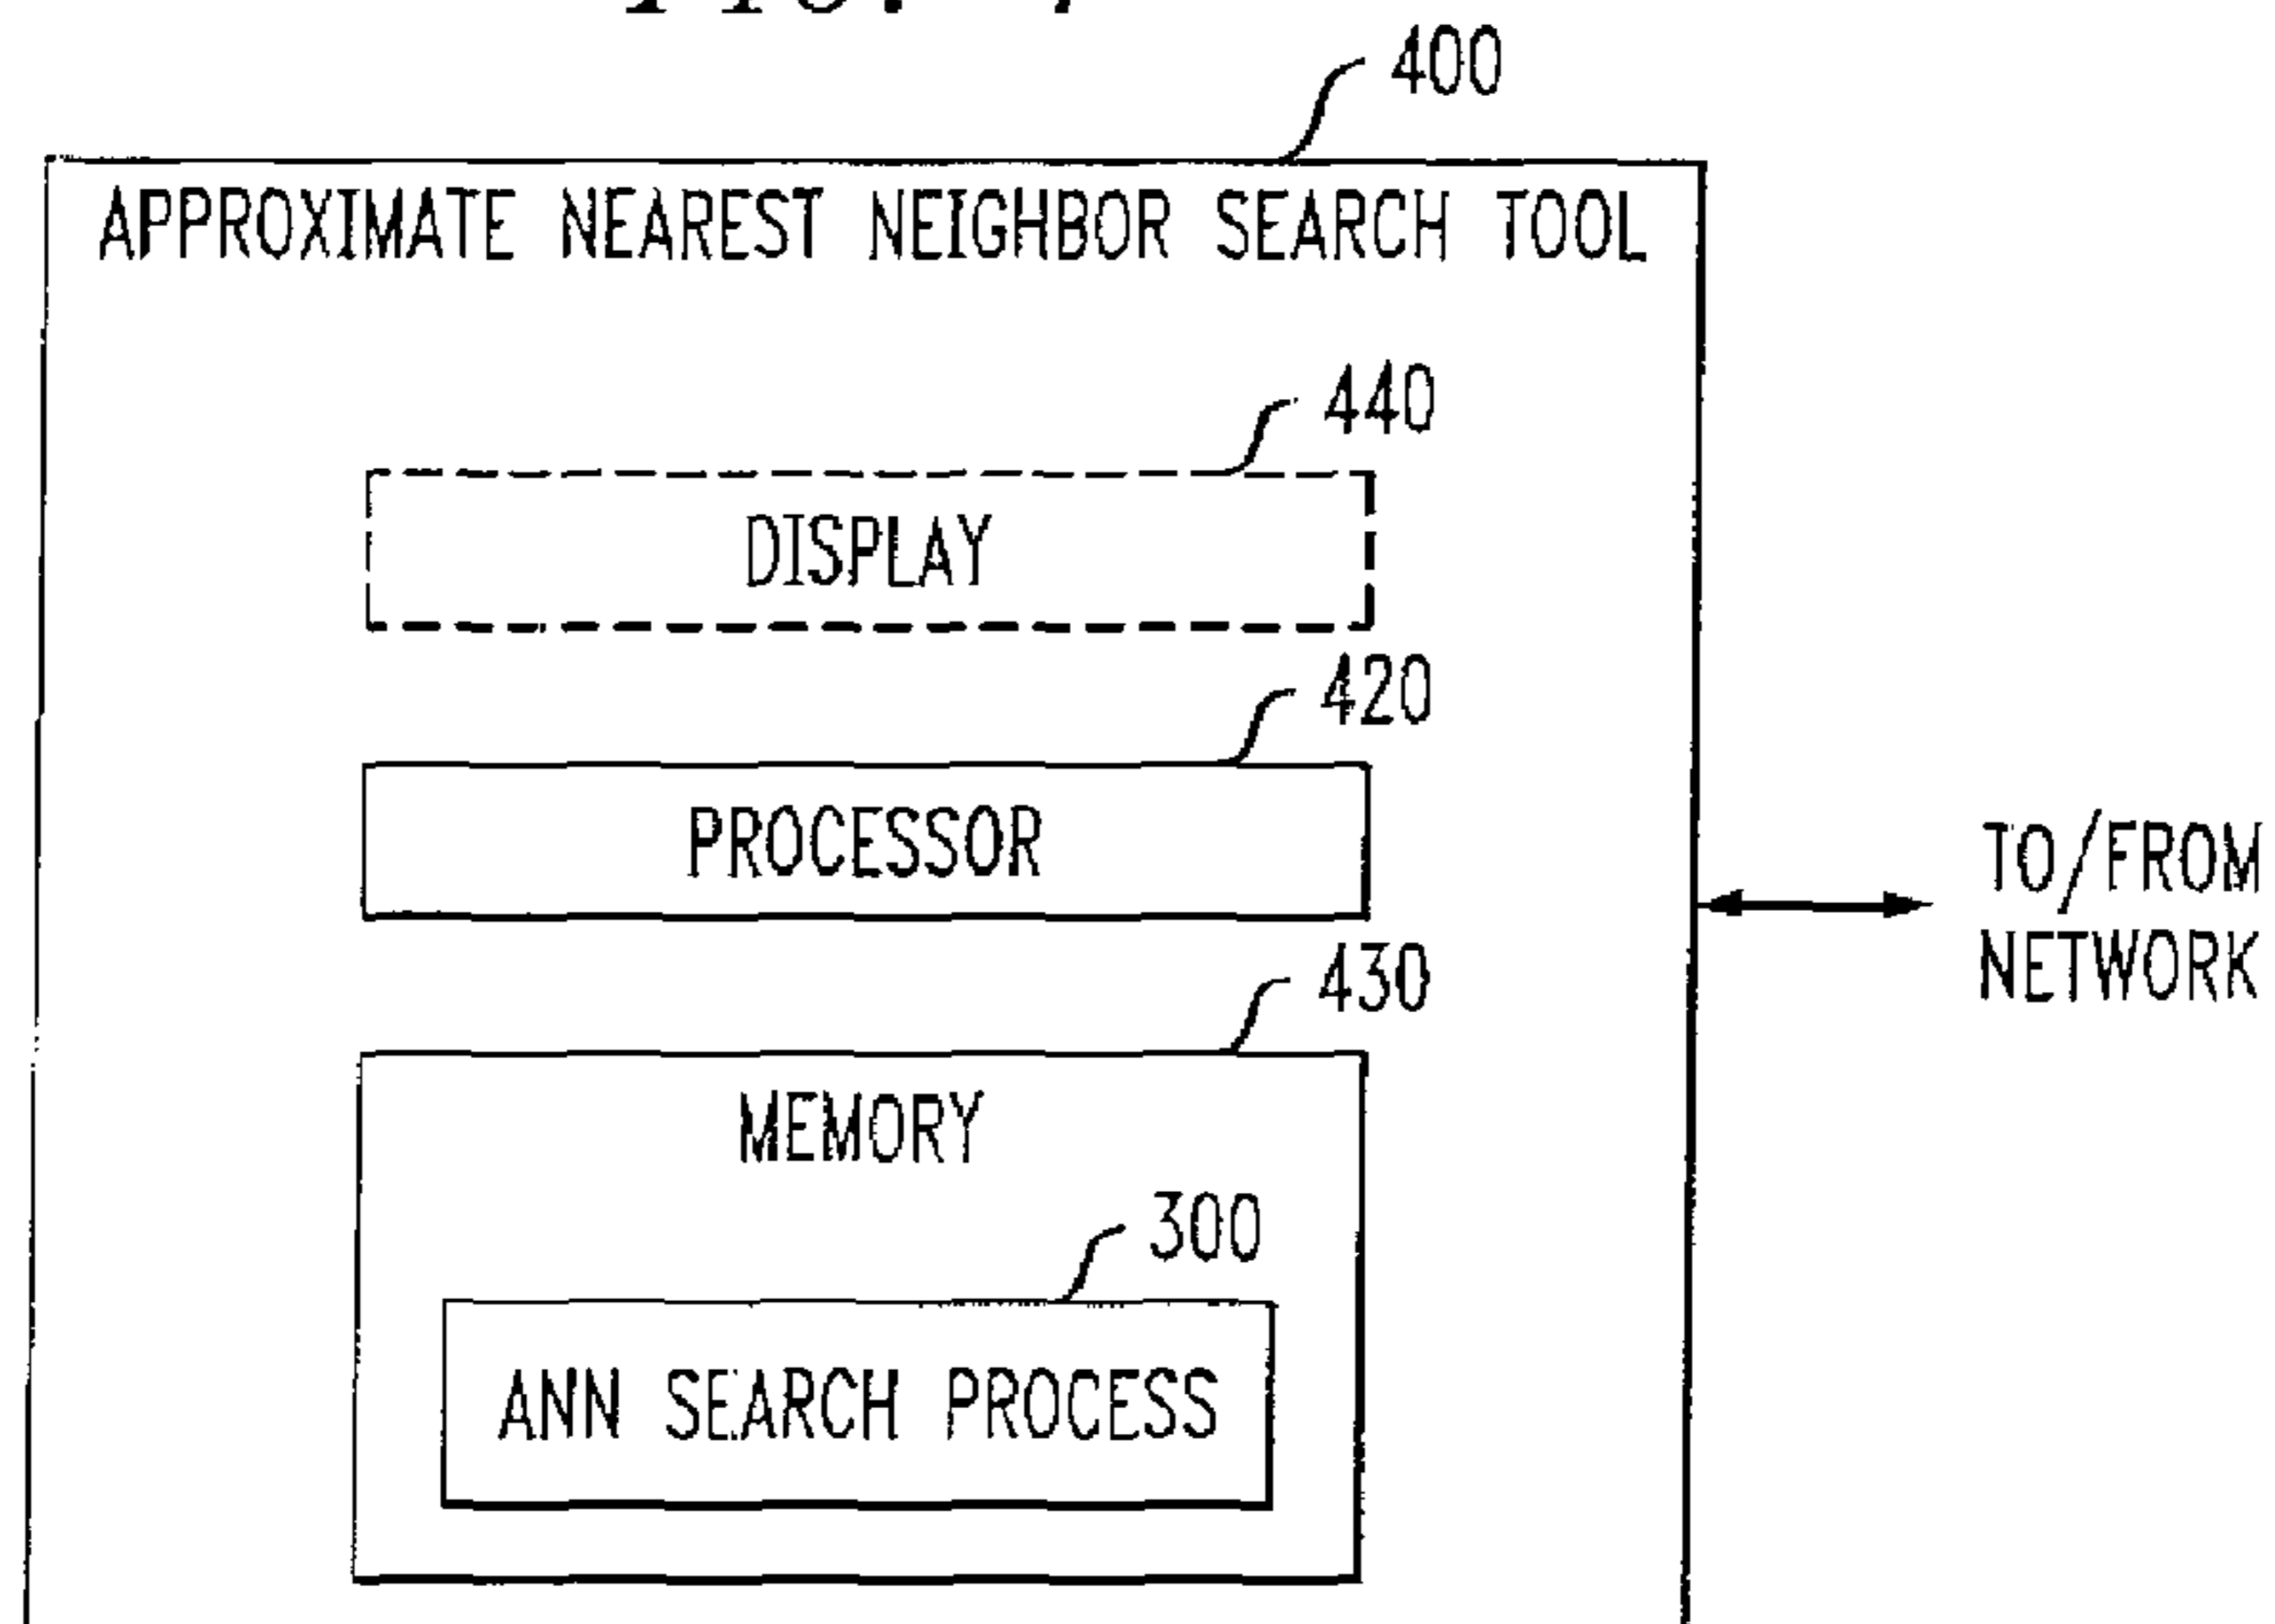 400
APPROXIMATE NEAREST NEIGHBOR SEARCH TOOL
440
DISPLAY
420
PROCESSOR
TO/FROM
NETWORK
430
MEMORY
300
ANN SEARCH PROCESS